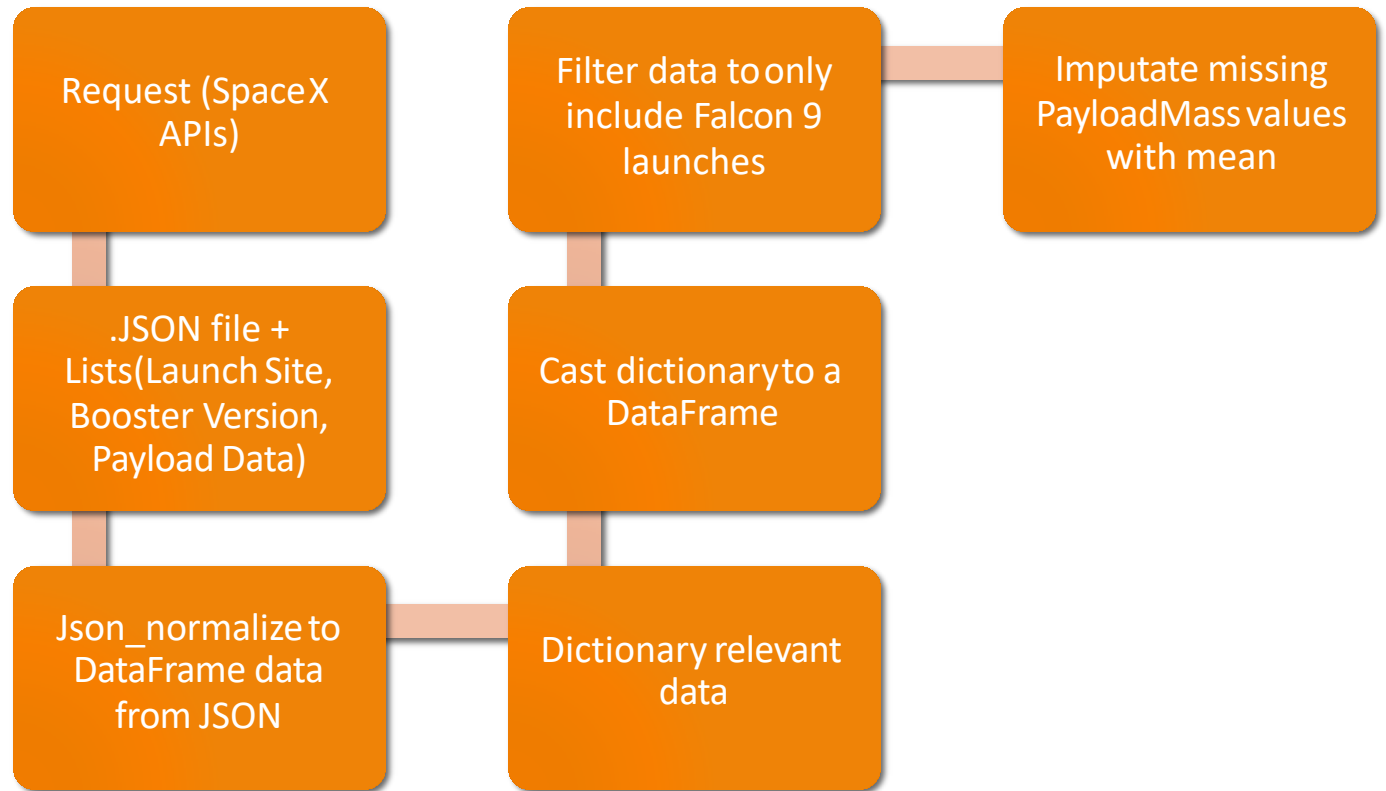 Request (SpaceX
APIs)
.JSON file +
Lists(Launch Site,
Booster Version,
Payload Data)
Json_normalize to
DataFrame data
from JSON
Dictionary relevant
data
Cast dictionary to a
DataFrame
Filter data to only
include Falcon 9
launches
Imputate missing
PayloadMass values
with mean